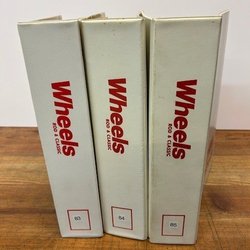 Wheels
ROD & CLASSIC
83
Wheels
ROD & CLASSIC
84
Wheels
ROD & CLASSIC
85